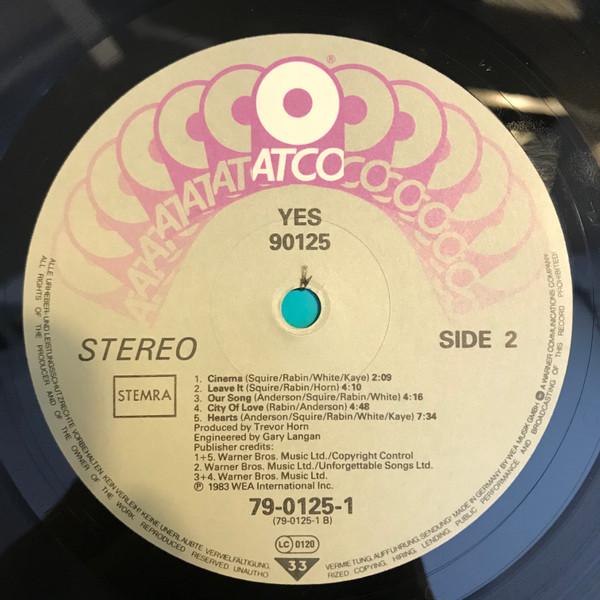 ®
ATCO
YES
90125
STEREO
SIDE 2
STEMRA
1. Cinema (Squire/Rabin/White/Kaye) 2:09
2. Leave It (Squire/Rabin/Horn) 4:10
3. Our Song (Anderson/Squire/Rabin/White) 4:16
4. City Of Love (Rabin/Anderson) 4:48
5. Hearts (Anderson/Squire/Rabin/White/Kaye) 7:34
Produced by Trevor Horn
Engineered by Gary Langan
Publisher credits:
1+5. Warner Bros. Music Ltd./Copyright Control
2. Warner Bros. Music Ltd./Unforgettable Songs Ltd.
3+4. Warner Bros. Music Ltd.
Ⓟ 1983 WEA International Inc.
79-0125-1
(79-0125-1 B)
LC 0120
33
ALLE URHEBER- UND LEISTUNGSSCHUTZRECHTE VORBEHALTEN. KEIN VERLEIH! KEINE UNERLAUBTE VERVIELFÄLTIGUNG,
VERMIETUNG, AUFFÜHRUNG, SENDUNG! MADE IN GERMANY BY WEA MUSIK GMBH A WARNER COMMUNICATIONS COMPANY
ALL RIGHTS OF THE PRODUCER AND OF THE OWNER OF THE WORK REPRODUCED RESERVED UNAUTHO
RIZED COPYING, HIRING, LENDING, PUBLIC PERFORMANCE AND BROADCASTING OF THIS RECORD PROHIBITED!